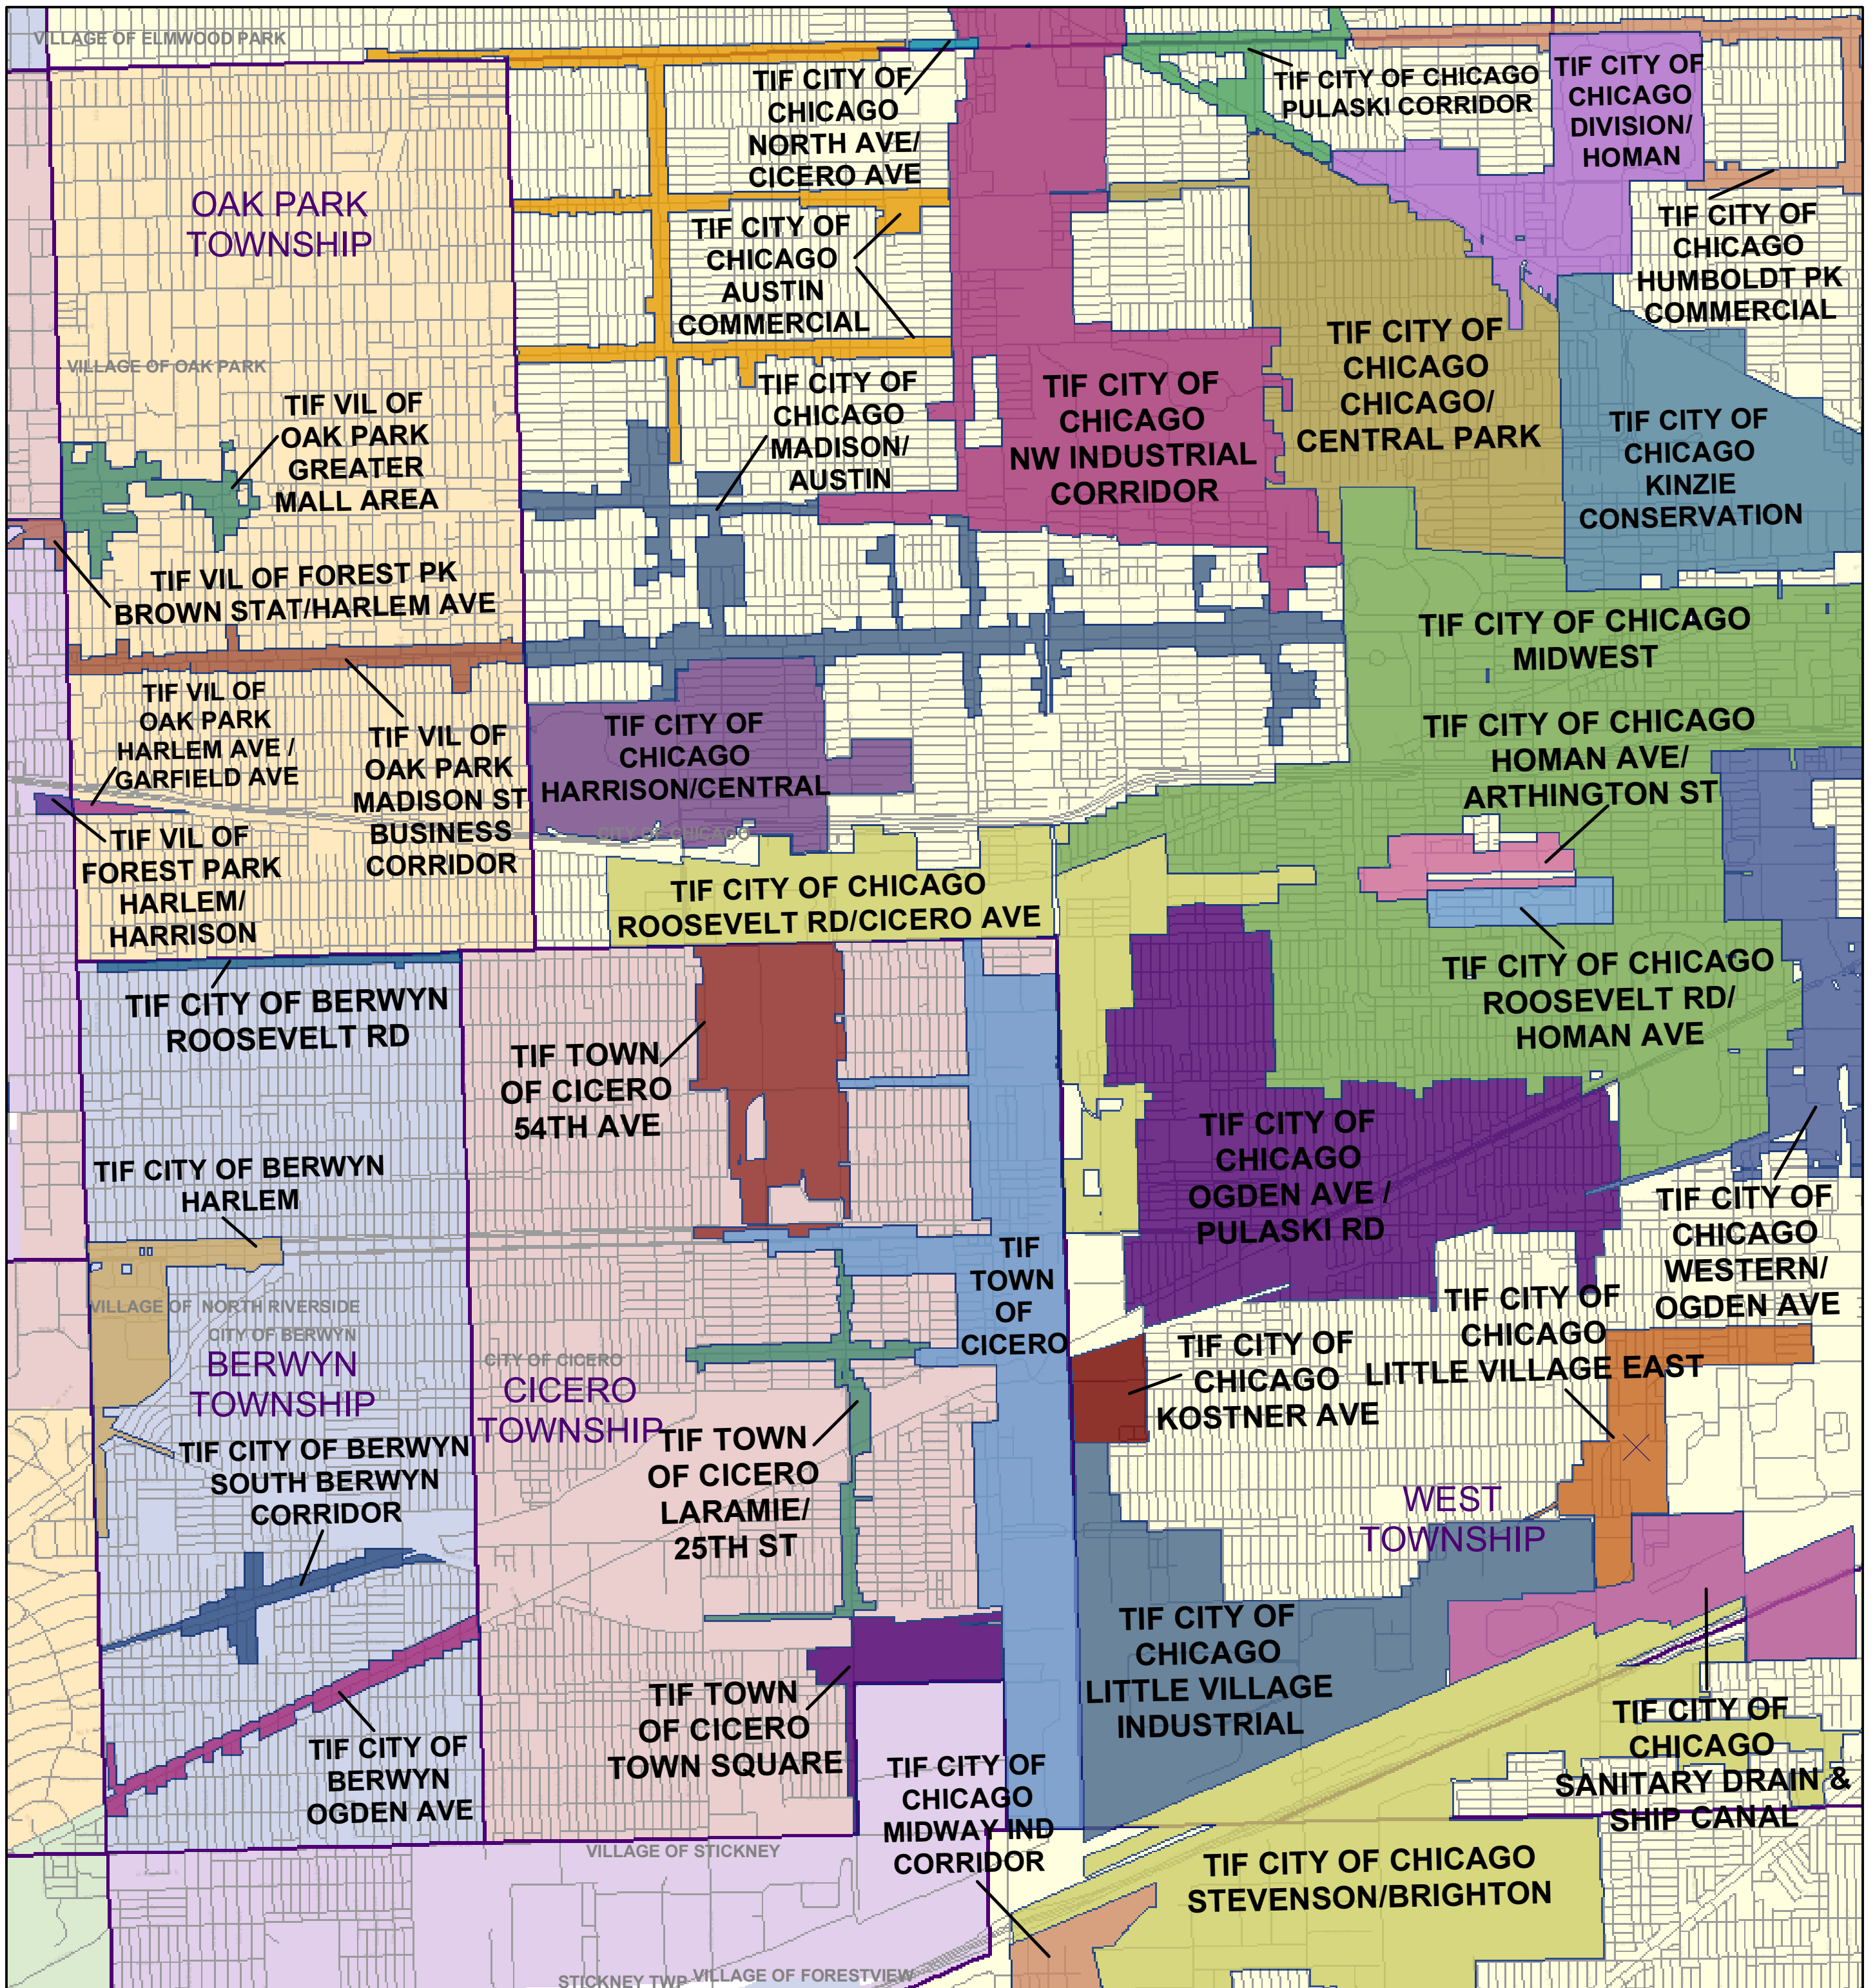 VILLAGE OF ELMWOOD PARK
TIF CITY OF
CHICAGO
NORTH AVE/
CICERO AVE
TIF CITY OF CHICAGO
PULASKI CORRIDOR
TIF CITY OF
CHICAGO
DIVISION/
HOMAN
OAK PARK
TOWNSHIP
TIF CITY OF
CHICAGO
AUSTIN
COMMERCIAL
TIF CITY OF
CHICAGO
HUMBOLDT PK
COMMERCIAL
VILLAGE OF OAK PARK
TIF VIL OF
OAK PARK
GREATER
MALL AREA
TIF CITY OF
CHICAGO
MADISON/
AUSTIN
TIF CITY OF
CHICAGO
NW INDUSTRIAL
CORRIDOR
TIF CITY OF
CHICAGO
CHICAGO/
CENTRAL PARK
TIF CITY OF
CHICAGO
KINZIE
CONSERVATION
TIF VIL OF FOREST PK
BROWN STAT/HARLEM AVE
TIF CITY OF CHICAGO
MIDWEST
TIF VIL OF
OAK PARK
HARLEM AVE /
GARFIELD AVE
TIF VIL OF
OAK PARK
MADISON ST
BUSINESS
CORRIDOR
TIF CITY OF
CHICAGO
HARRISON/CENTRAL
TIF CITY OF CHICAGO
HOMAN AVE/
ARTHINGTON ST
CITY OF CHICAGO
TIF VIL OF
FOREST PARK
HARLEM/
HARRISON
TIF CITY OF CHICAGO
ROOSEVELT RD/CICERO AVE
TIF CITY OF CHICAGO
ROOSEVELT RD/
HOMAN AVE
TIF CITY OF BERWYN
ROOSEVELT RD
TIF TOWN
OF CICERO
54TH AVE
TIF CITY OF
CHICAGO
OGDEN AVE /
PULASKI RD
TIF CITY OF BERWYN
HARLEM
TIF CITY OF
CHICAGO
WESTERN/
OGDEN AVE
TIF
TOWN
OF
CICERO
VILLAGE OF NORTH RIVERSIDE
CITY OF BERWYN
BERWYN
TOWNSHIP
CITY OF CICERO
CICERO
TOWNSHIP
TIF CITY OF
CHICAGO
KOSTNER AVE
TIF CITY OF
CHICAGO
LITTLE VILLAGE EAST
TIF CITY OF BERWYN
SOUTH BERWYN
CORRIDOR
TIF TOWN
OF CICERO
LARAMIE/
25TH ST
WEST
TOWNSHIP
TIF CITY OF
CHICAGO
LITTLE VILLAGE
INDUSTRIAL
TIF TOWN
OF CICERO
TOWN SQUARE
TIF CITY OF
BERWYN
OGDEN AVE
TIF CITY OF
CHICAGO
MIDWAY IND
CORRIDOR
TIF CITY OF
CHICAGO
SANITARY DRAIN &
SHIP CANAL
VILLAGE OF STICKNEY
TIF CITY OF CHICAGO
STEVENSON/BRIGHTON
STICKNEY TWP
VILLAGE OF FORESTVIEW